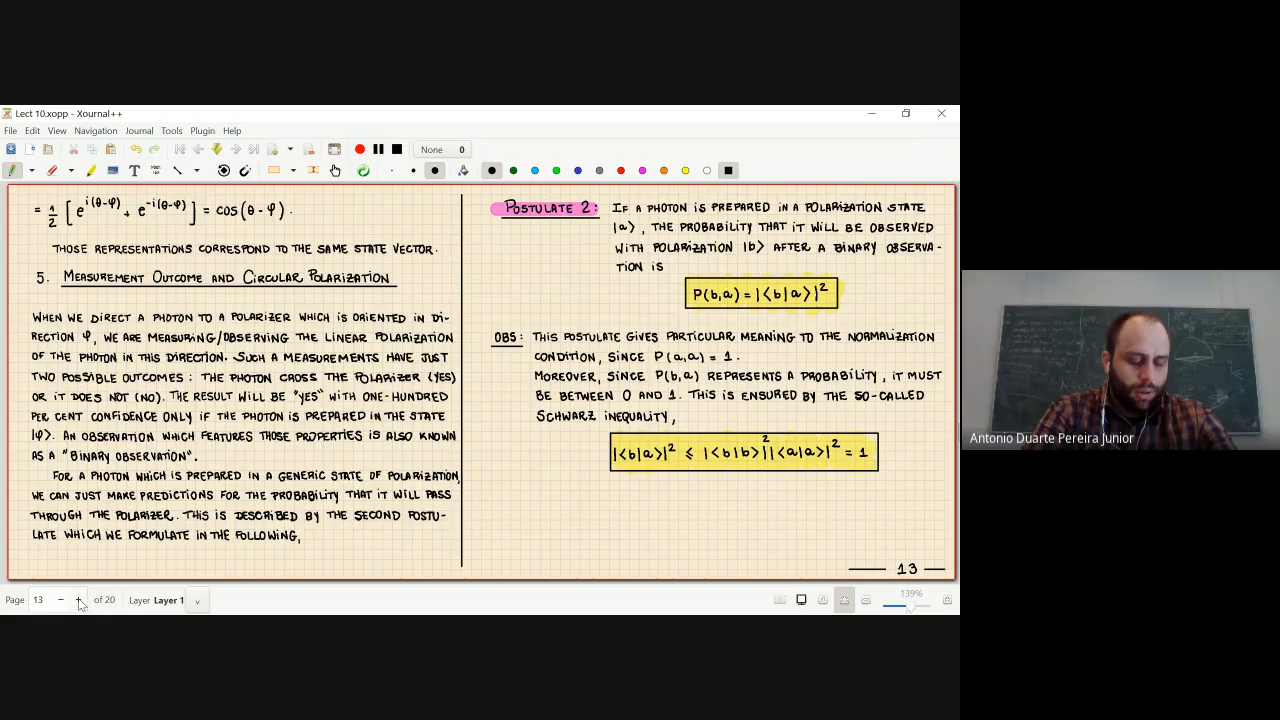 Lect 10.xopp - Xournal++
File Edit View Navigation Journal Tools Plugin Help
None 0
= 1/2 [e^{i(θ-φ)} + e^{-i(θ-φ)}] = cos(θ-φ).
THOSE REPRESENTATIONS CORRESPOND TO THE SAME STATE VECTOR.
5. MEASUREMENT OUTCOME AND CIRCULAR POLARIZATION
WHEN WE DIRECT A PHOTON TO A POLARIZER WHICH IS ORIENTED IN DI-
RECTION φ, WE ARE MEASURING/OBSERVING THE LINEAR POLARIZATION
OF THE PHOTON IN THIS DIRECTION. SUCH A MEASUREMENTS HAVE JUST
TWO POSSIBLE OUTCOMES: THE PHOTON CROSS THE POLARIZER (YES)
OR IT DOES NOT (NO). THE RESULT WILL BE "YES" WITH ONE-HUNDRED
PER CENT CONFIDENCE ONLY IF THE PHOTON IS PREPARED IN THE STATE
|φ>. AN OBSERVATION WHICH FEATURES THOSE PROPERTIES IS ALSO KNOWN
AS A "BINARY OBSERVATION".
FOR A PHOTON WHICH IS PREPARED IN A GENERIC STATE OF POLARIZATION,
WE CAN JUST MAKE PREDICTIONS FOR THE PROBABILITY THAT IT WILL PASS
THROUGH THE POLARIZER. THIS IS DESCRIBED BY THE SECOND POSTU-
LATE WHICH WE FORMULATE IN THE FOLLOWING,
POSTULATE 2: IF A PHOTON IS PREPARED IN A POLARIZATION STATE
|a>, THE PROBABILITY THAT IT WILL BE OBSERVED
WITH POLARIZATION |b> AFTER A BINARY OBSERVA-
TION IS
P(b,a) = |<b|a>|²
OBS: THIS POSTULATE GIVES PARTICULAR MEANING TO THE NORMALIZATION
CONDITION, SINCE P(a,a) = 1.
MOREOVER, SINCE P(b,a) REPRESENTS A PROBABILITY, IT MUST
BE BETWEEN 0 AND 1. THIS IS ENSURED BY THE SO-CALLED
SCHWARZ INEQUALITY,
|<b|a>|² ≤ |<b|b>|²|<a|a>|² = 1
13
Page 13 − + of 20 Layer Layer 1
139%
Antonio Duarte Pereira Junior